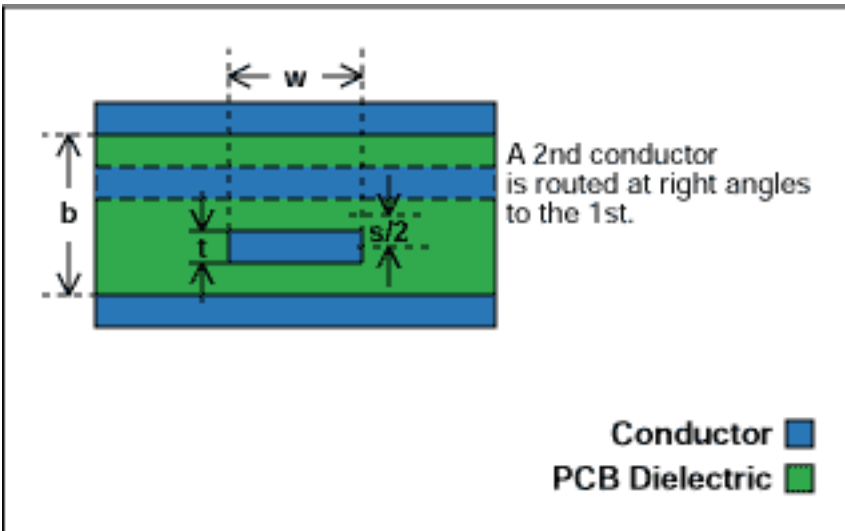 w
A 2nd conductor
is routed at right angles
to the 1st.
b
t
s/2
Conductor
PCB Dielectric